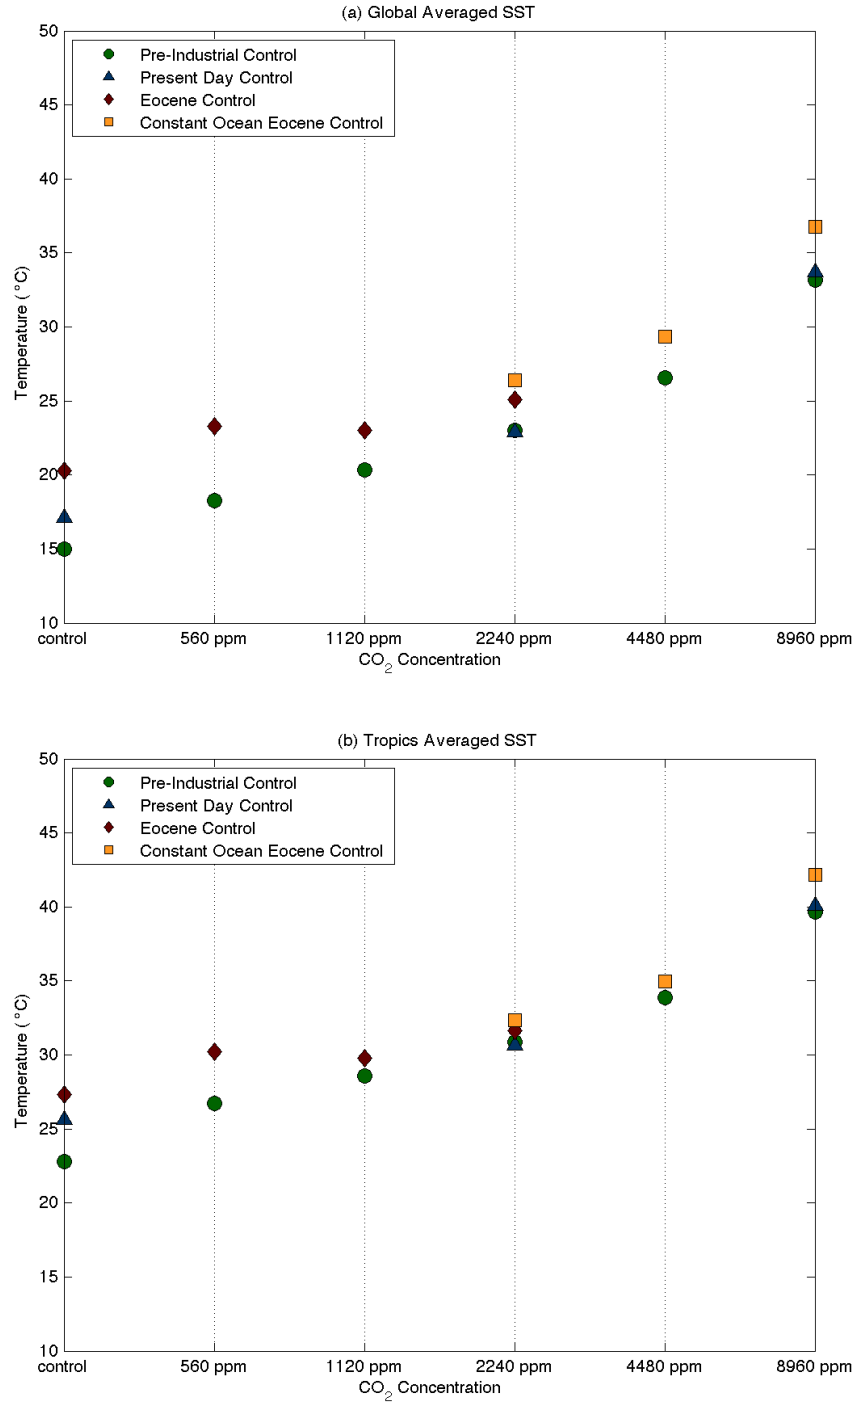 (a) Global Averaged SST
50
45
40
35
30
25
20
15
10
Temperature (°C)
Pre-Industrial Control
Present Day Control
Eocene Control
Constant Ocean Eocene Control
control 560 ppm 1120 ppm 2240 ppm 4480 ppm 8960 ppm
CO2 Concentration
(b) Tropics Averaged SST
50
45
40
35
30
25
20
15
10
Temperature (°C)
Pre-Industrial Control
Present Day Control
Eocene Control
Constant Ocean Eocene Control
control 560 ppm 1120 ppm 2240 ppm 4480 ppm 8960 ppm
CO2 Concentration